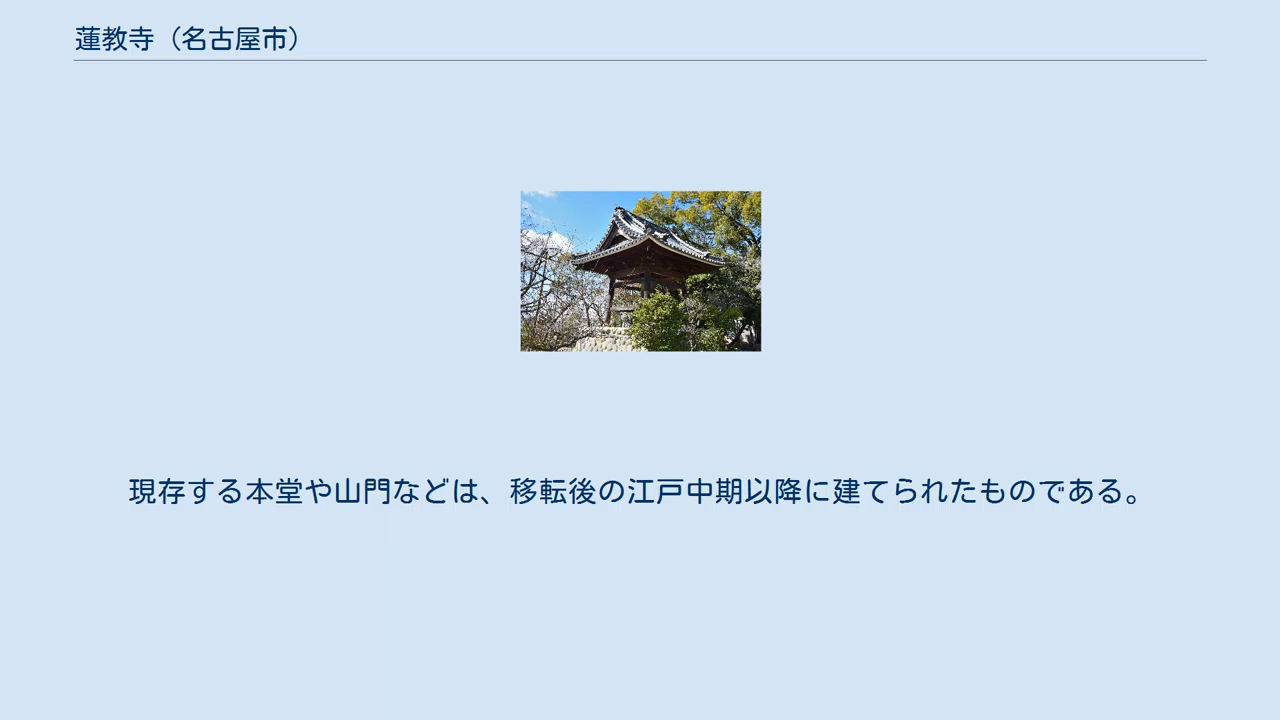 蓮教寺（名古屋市）
現存する本堂や山門などは、移転後の江戸中期以降に建てられたものである。